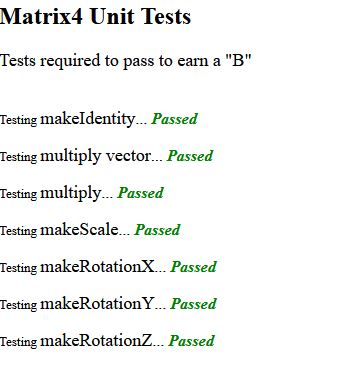 Matrix4 Unit Tests
Tests required to pass to earn a "B"
Testing makeIdentity... Passed
Testing multiply vector... Passed
Testing multiply... Passed
Testing makeScale... Passed
Testing makeRotationX... Passed
Testing makeRotationY... Passed
Testing makeRotationZ... Passed